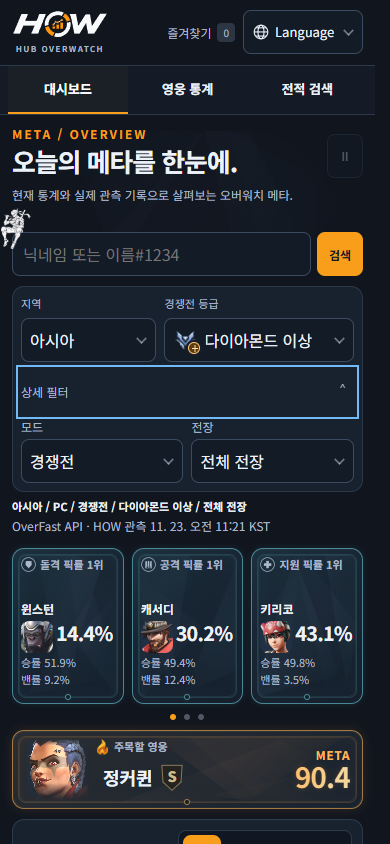 HOW
HUB OVERWATCH
즐겨찾기 0
Language
대시보드 영웅 통계 전적 검색
META / OVERVIEW
오늘의 메타를 한눈에.
현재 통계와 실제 관측 기록으로 살펴보는 오버워치 메타.
닉네임 또는 이름#1234 검색
지역 경쟁전 등급
아시아 다이아몬드 이상
상세 필터
모드 전장
경쟁전 전체 전장
아시아 / PC / 경쟁전 / 다이아몬드 이상 / 전체 전장
OverFast API · HOW 관측 11. 23. 오전 11:21 KST
돌격 픽률 1위
윈스턴
14.4%
승률 51.9%
밴률 9.2%
공격 픽률 1위
캐서디
30.2%
승률 49.4%
밴률 12.4%
지원 픽률 1위
키리코
43.1%
승률 49.8%
밴률 3.5%
주목할 영웅
정커퀸 S
META
90.4